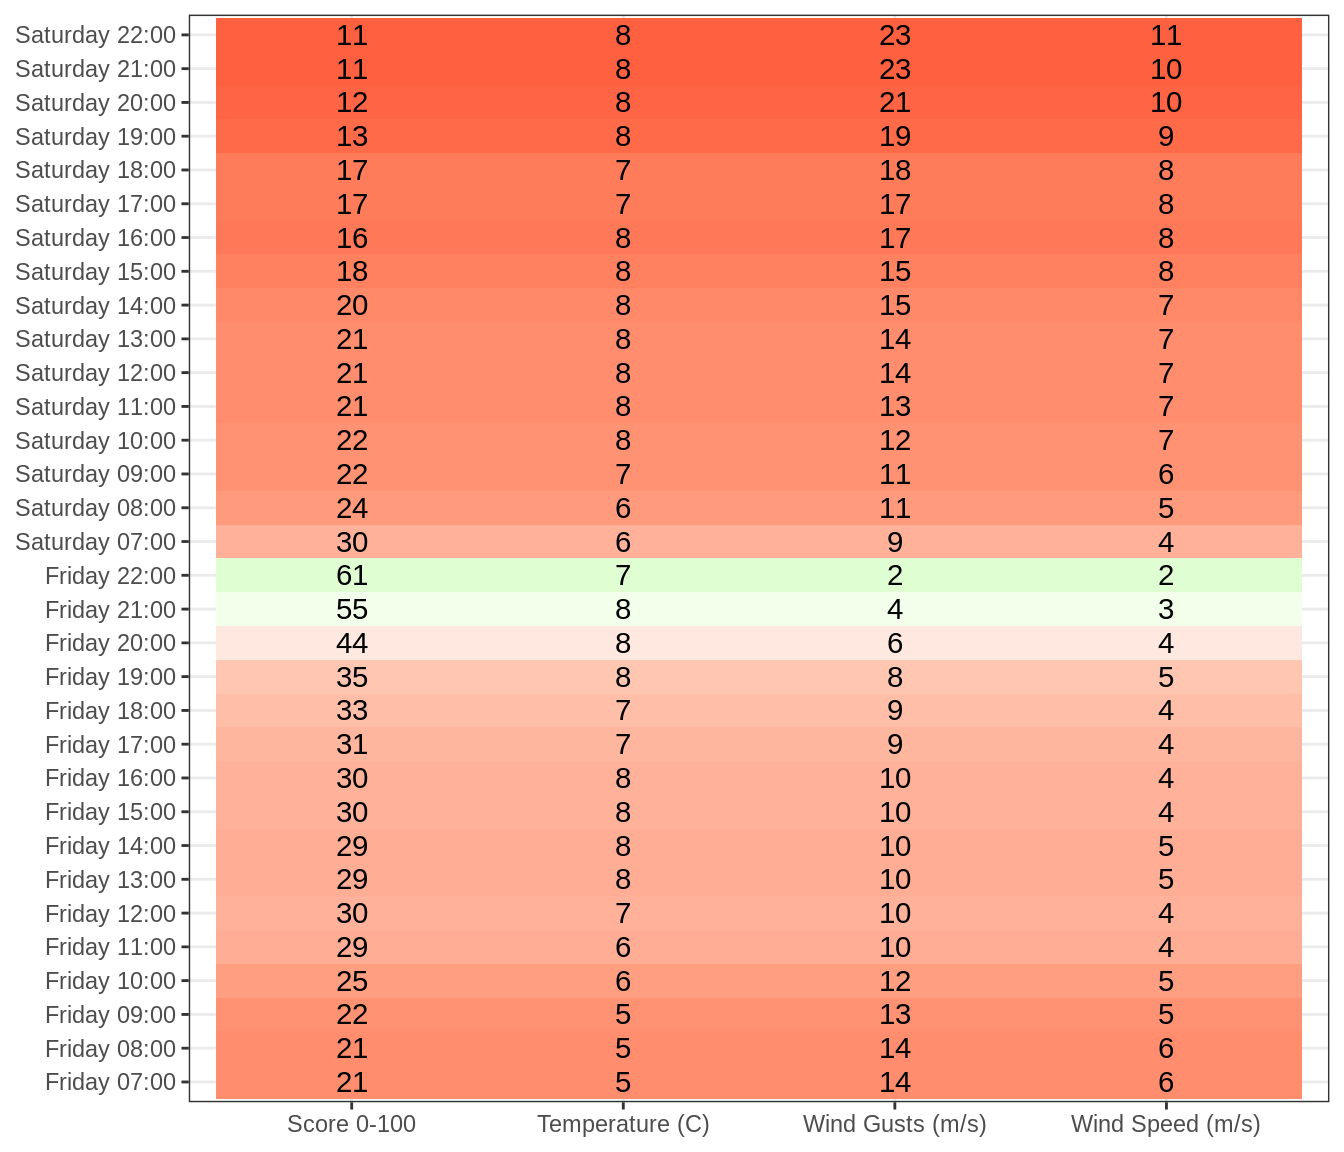 Saturday 22:00 11 8 23 11
Saturday 21:00 11 8 23 10
Saturday 20:00 12 8 21 10
Saturday 19:00 13 8 19 9
Saturday 18:00 17 7 18 8
Saturday 17:00 17 7 17 8
Saturday 16:00 16 8 17 8
Saturday 15:00 18 8 15 8
Saturday 14:00 20 8 15 7
Saturday 13:00 21 8 14 7
Saturday 12:00 21 8 14 7
Saturday 11:00 21 8 13 7
Saturday 10:00 22 8 12 7
Saturday 09:00 22 7 11 6
Saturday 08:00 24 6 11 5
Saturday 07:00 30 6 9 4
Friday 22:00 61 7 2 2
Friday 21:00 55 8 4 3
Friday 20:00 44 8 6 4
Friday 19:00 35 8 8 5
Friday 18:00 33 7 9 4
Friday 17:00 31 7 9 4
Friday 16:00 30 8 10 4
Friday 15:00 30 8 10 4
Friday 14:00 29 8 10 5
Friday 13:00 29 8 10 5
Friday 12:00 30 7 10 4
Friday 11:00 29 6 10 4
Friday 10:00 25 6 12 5
Friday 09:00 22 5 13 5
Friday 08:00 21 5 14 6
Friday 07:00 21 5 14 6
Score 0-100 Temperature (C) Wind Gusts (m/s) Wind Speed (m/s)